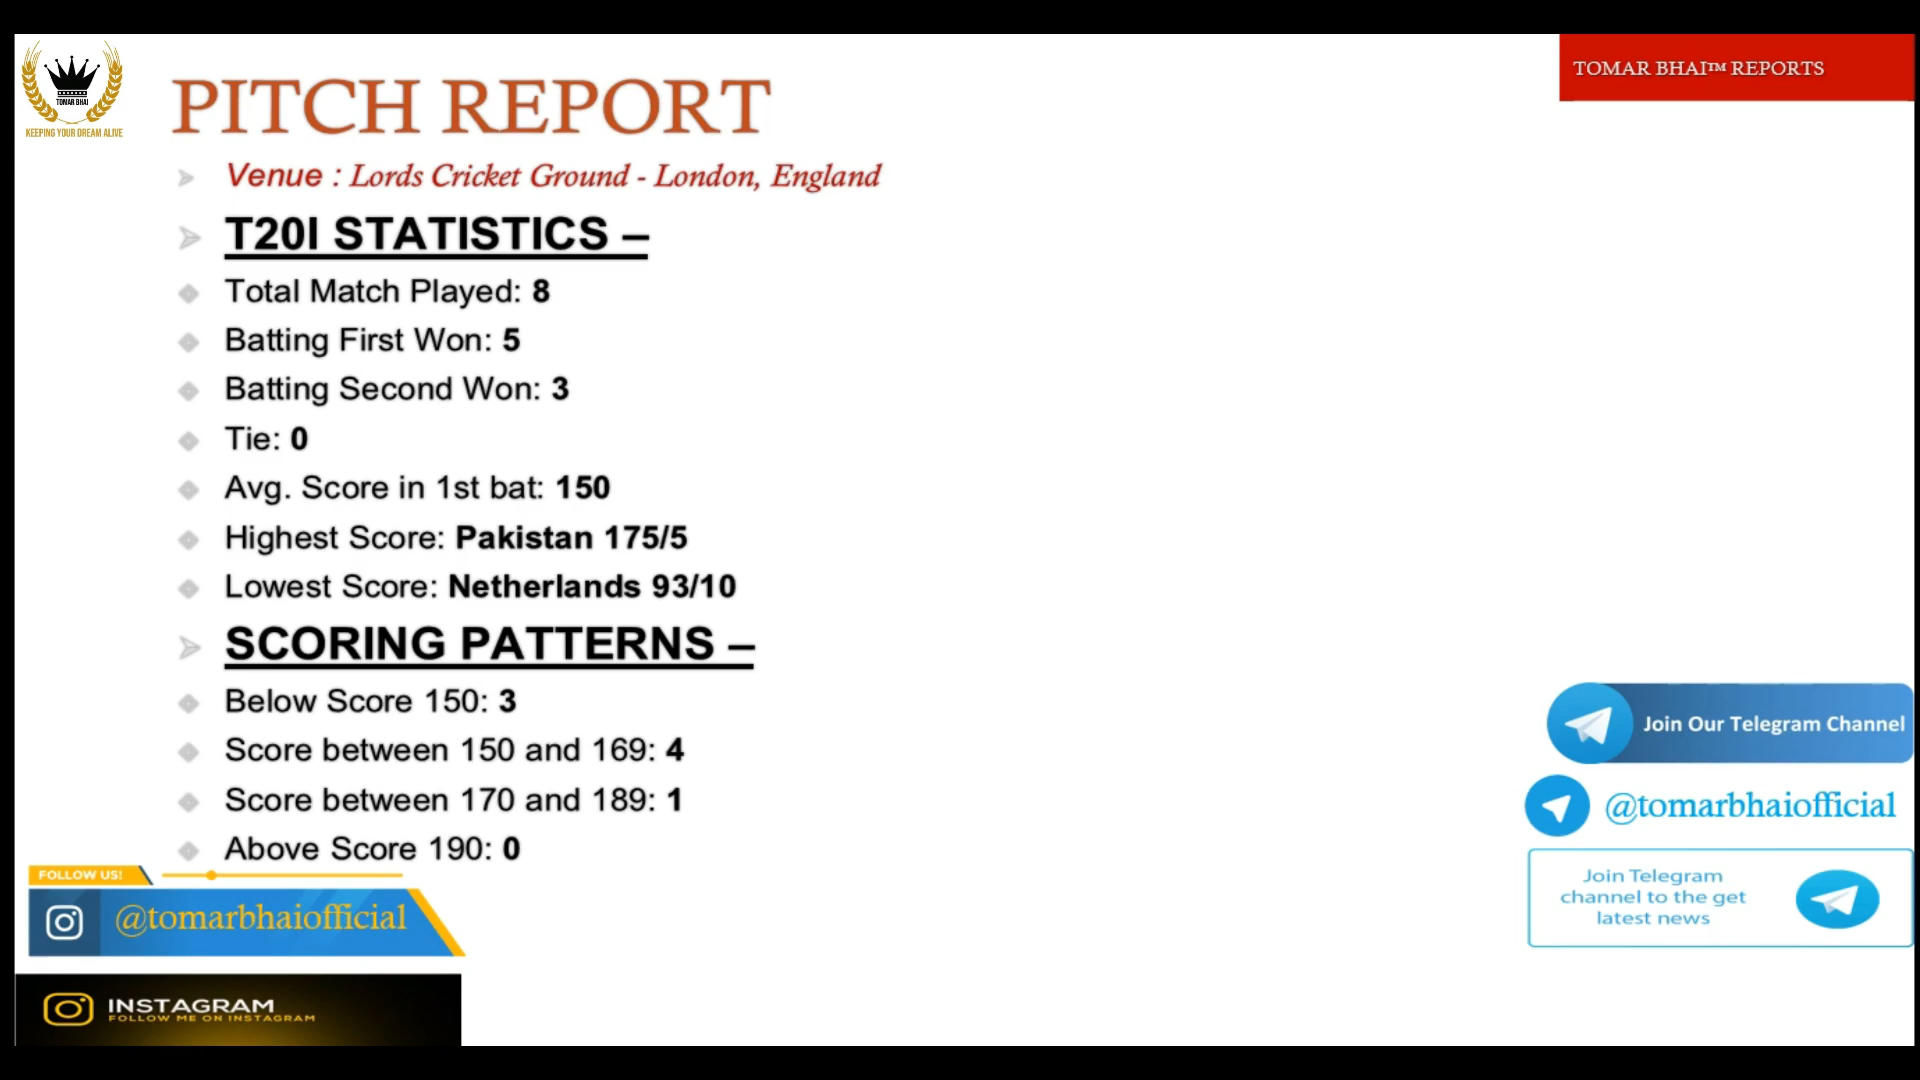 TOMAR BHAI
KEEPING YOUR DREAM ALIVE
PITCH REPORT
TOMAR BHAI™ REPORTS
Venue : Lords Cricket Ground - London, England
T20I STATISTICS –
Total Match Played: 8
Batting First Won: 5
Batting Second Won: 3
Tie: 0
Avg. Score in 1st bat: 150
Highest Score: Pakistan 175/5
Lowest Score: Netherlands 93/10
SCORING PATTERNS –
Below Score 150: 3
Score between 150 and 169: 4
Score between 170 and 189: 1
Above Score 190: 0
Join Our Telegram Channel
@tomarbhaiofficial
Join Telegram
channel to the get
latest news
FOLLOW US!
@tomarbhaiofficial
INSTAGRAM
FOLLOW ME ON INSTAGRAM